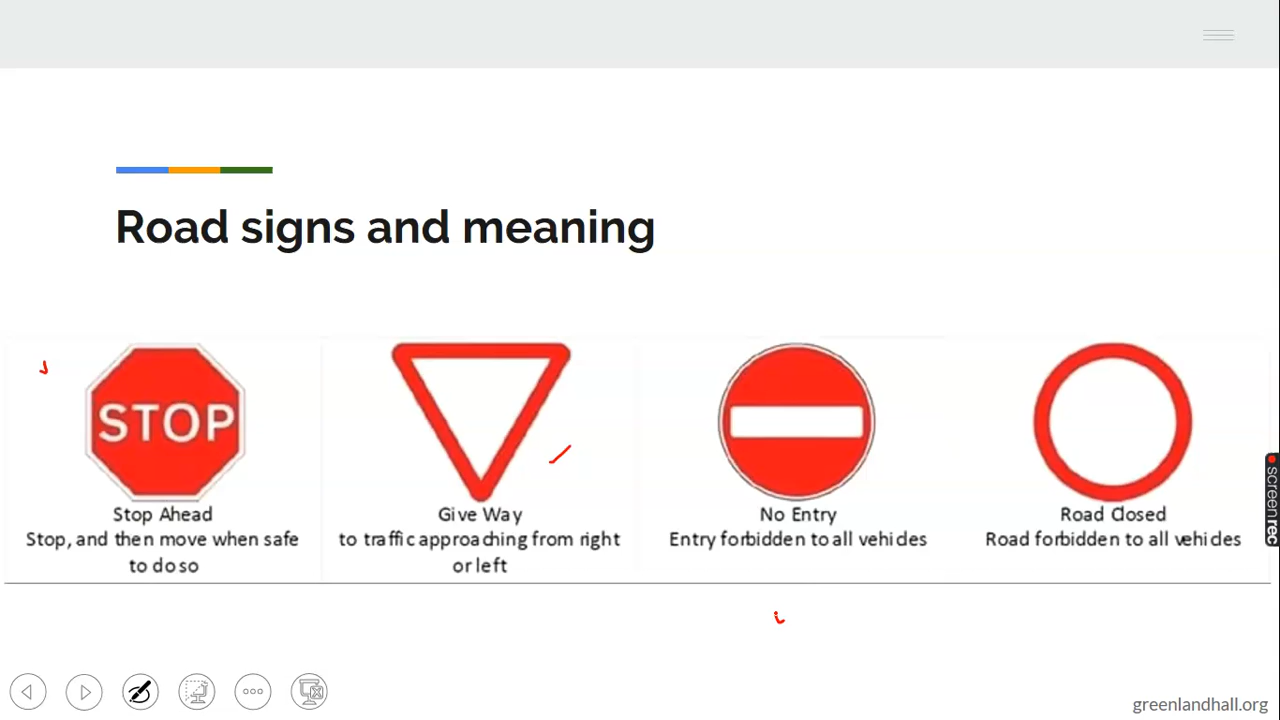 Road signs and meaning
STOP
Stop Ahead
Stop, and then move when safe
to do so
Give Way
to traffic approaching from right
or left
No Entry
Entry forbidden to all vehicles
Road Closed
Road forbidden to all vehicles
screenrec
greenlandhall.org